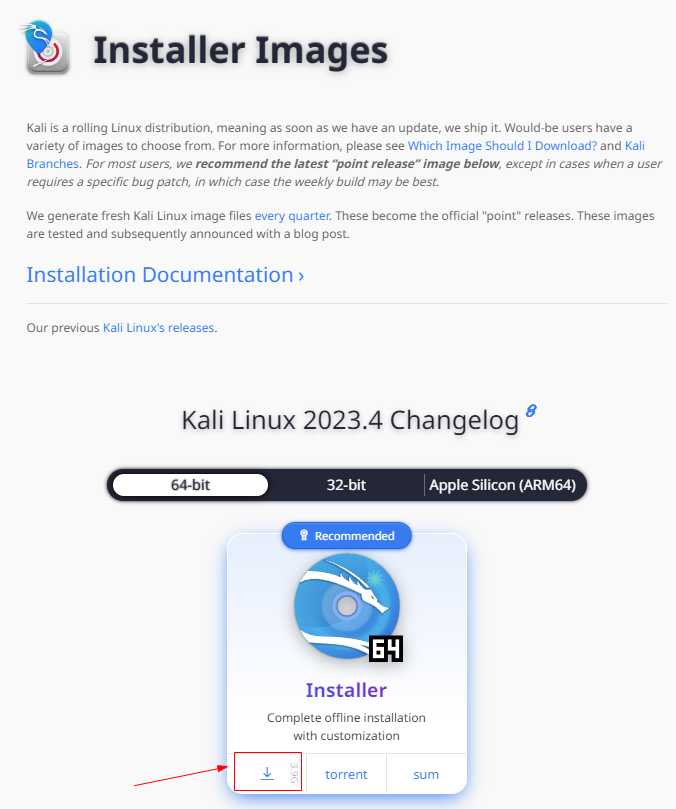 Installer Images
Kali is a rolling Linux distribution, meaning as soon as we have an update, we ship it. Would-be users have a
variety of images to choose from. For more information, please see Which Image Should I Download? and Kali
Branches. For most users, we recommend the latest “point release” image below, except in cases when a user
requires a specific bug patch, in which case the weekly build may be best.
We generate fresh Kali Linux image files every quarter. These become the official "point" releases. These images
are tested and subsequently announced with a blog post.
Installation Documentation ›
Our previous Kali Linux's releases.
Kali Linux 2023.4 Changelog
64-bit 32-bit Apple Silicon (ARM64)
Recommended
64
Installer
Complete offline installation
with customization
3.9G torrent sum